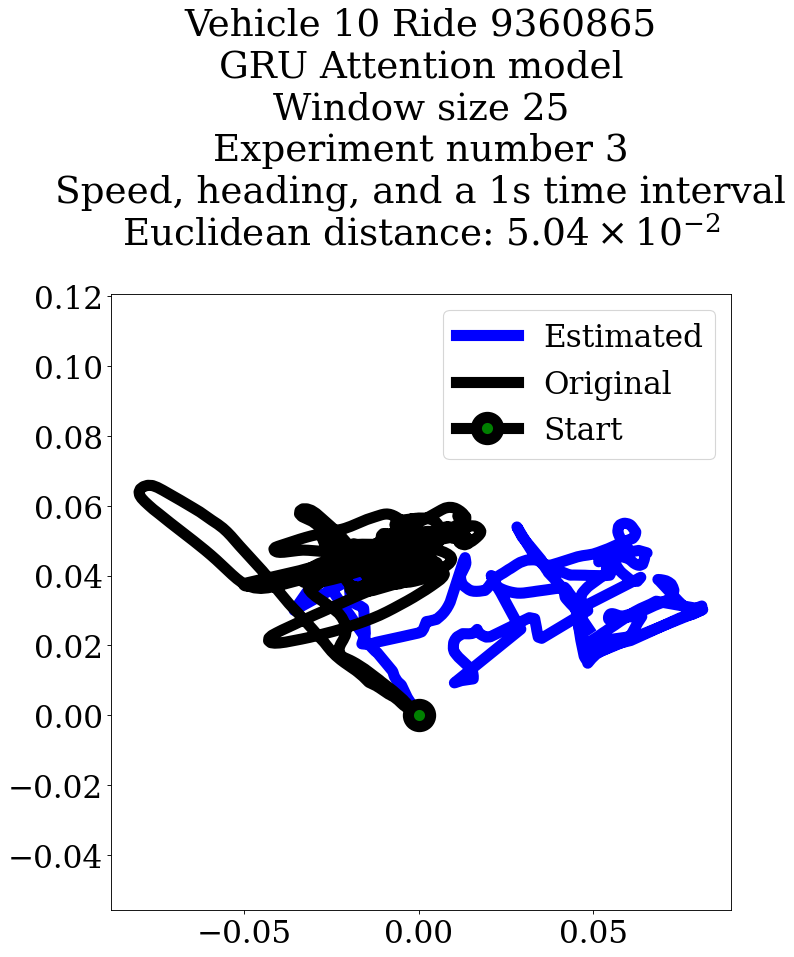 Vehicle 10 Ride 9360865
GRU Attention model
Window size 25
Experiment number 3
Speed, heading, and a 1s time interval
Euclidean distance: 5.04 × 10⁻²
Estimated
Original
Start
0.12
0.10
0.08
0.06
0.04
0.02
0.00
−0.02
−0.04
−0.05 0.00 0.05